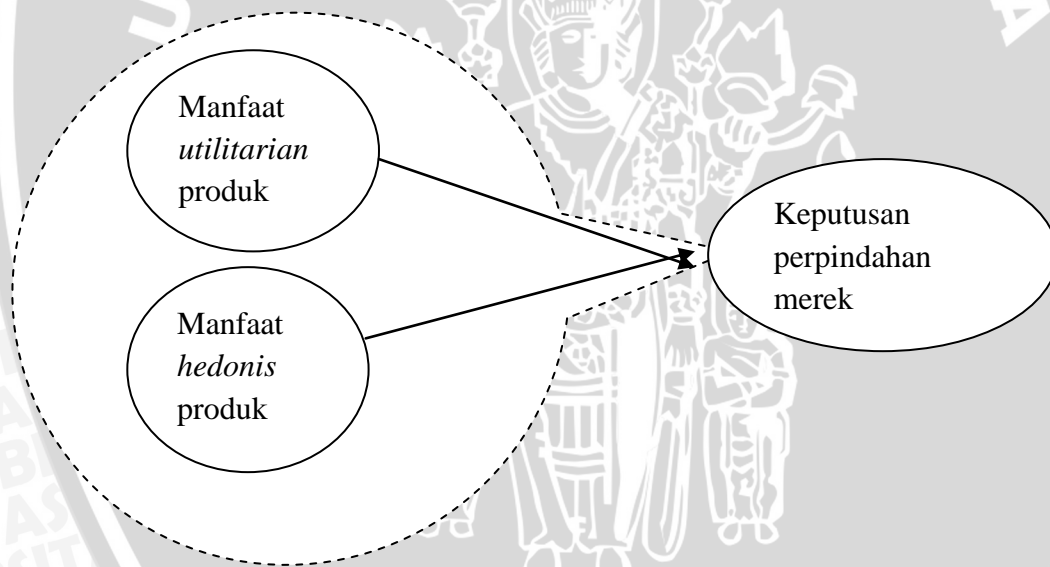 Manfaat
utilitarian
produk
Keputusan
perpindahan
merek
Manfaat
hedonis
produk